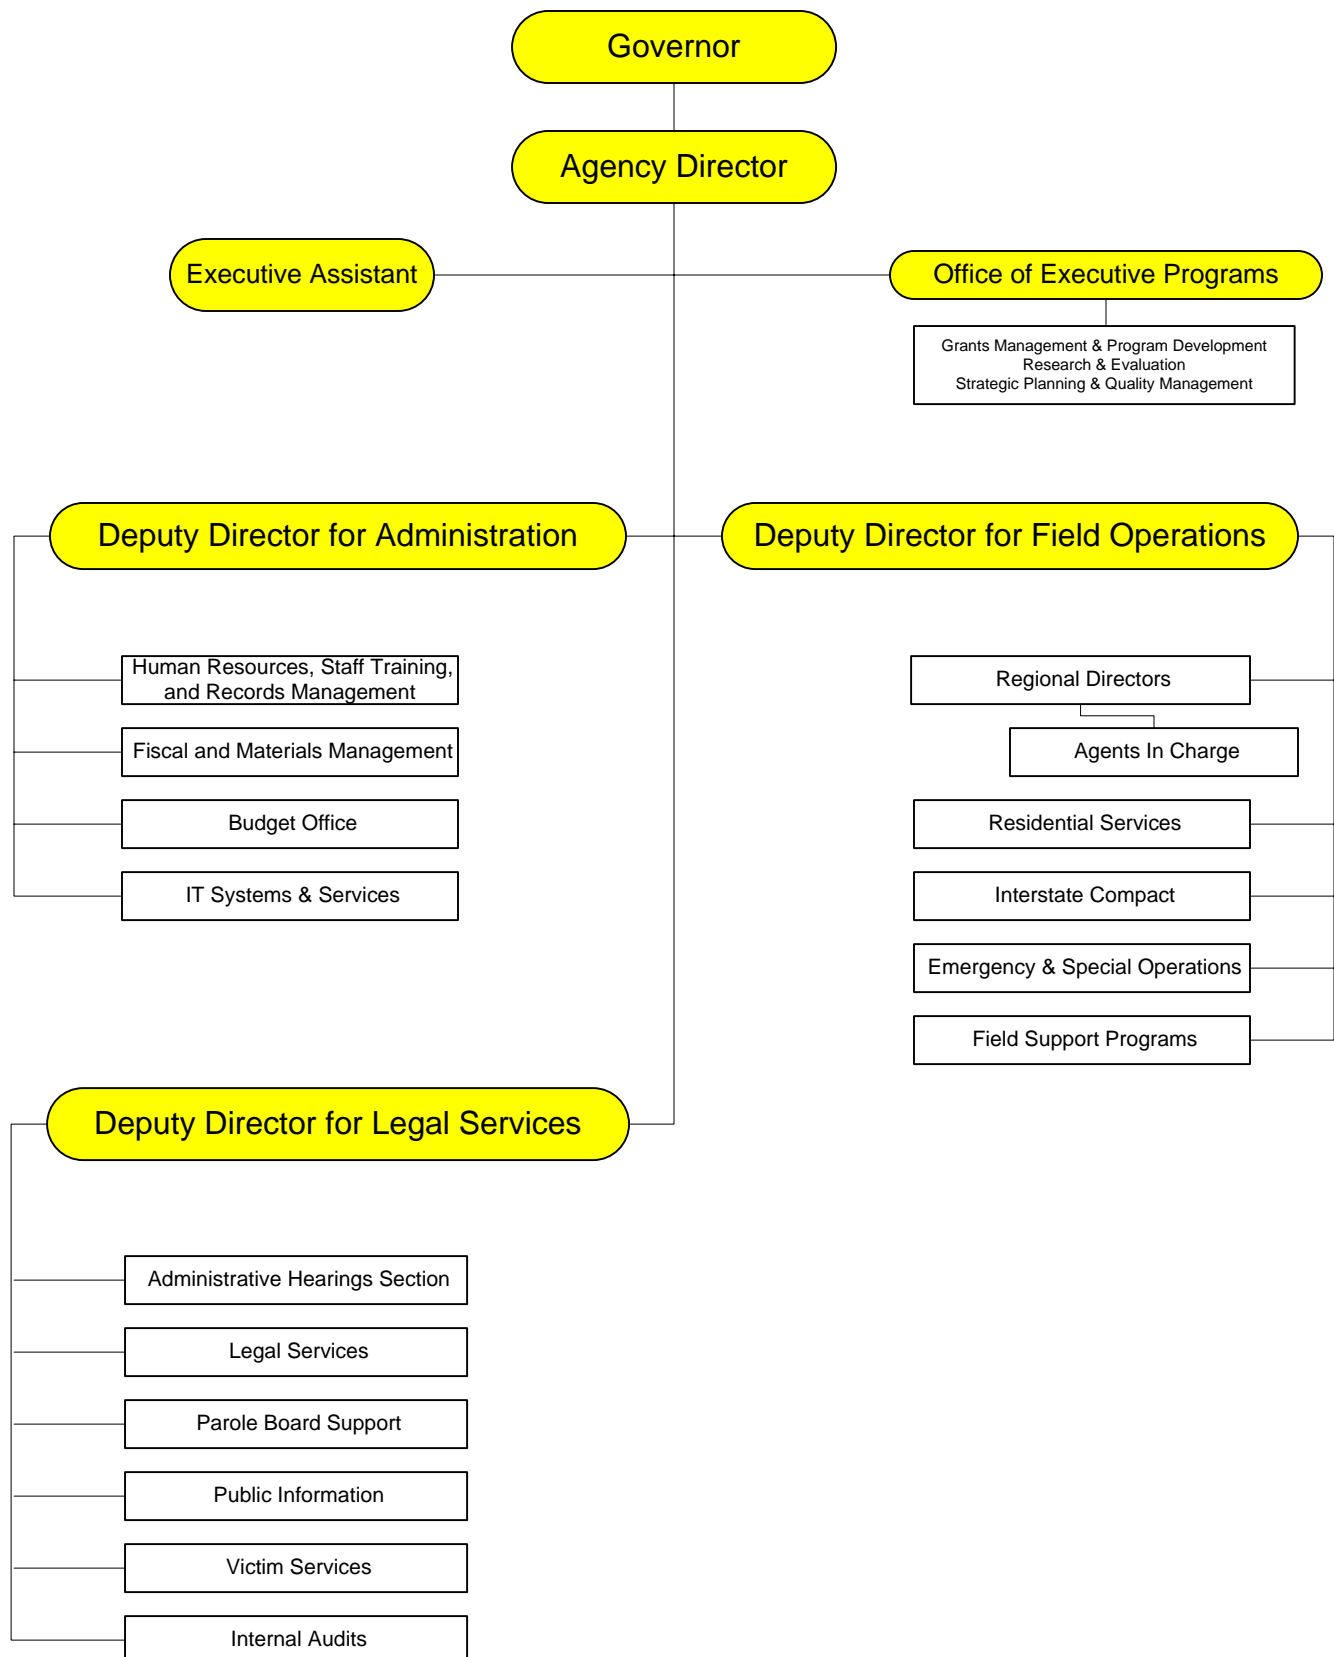 Governor
Agency Director
Executive Assistant
Office of Executive Programs
Grants Management & Program Development
Research & Evaluation
Strategic Planning & Quality Management
Deputy Director for Administration
Deputy Director for Field Operations
Human Resources, Staff Training,
and Records Management
Fiscal and Materials Management
Budget Office
IT Systems & Services
Regional Directors
Agents In Charge
Residential Services
Interstate Compact
Emergency & Special Operations
Field Support Programs
Deputy Director for Legal Services
Administrative Hearings Section
Legal Services
Parole Board Support
Public Information
Victim Services
Internal Audits